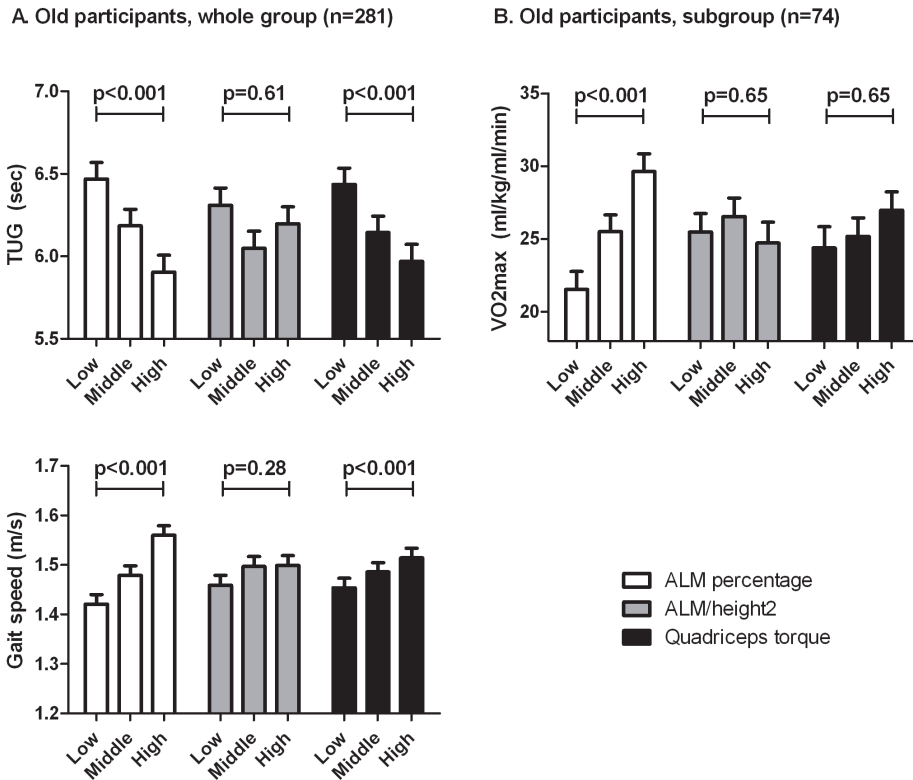 A. Old participants, whole group (n=281)
B. Old participants, subgroup (n=74)
TUG (sec)
7.0
6.5
6.0
5.5
p<0.001
p=0.61
p<0.001
Low
Middle
High
Low
Middle
High
Low
Middle
High
VO2max (ml/kg/ml/min)
35
30
25
20
p<0.001
p=0.65
p=0.65
Low
Middle
High
Low
Middle
High
Low
Middle
High
Gait speed (m/s)
1.7
1.6
1.5
1.4
1.3
1.2
p<0.001
p=0.28
p<0.001
Low
Middle
High
Low
Middle
High
Low
Middle
High
ALM percentage
ALM/height2
Quadriceps torque